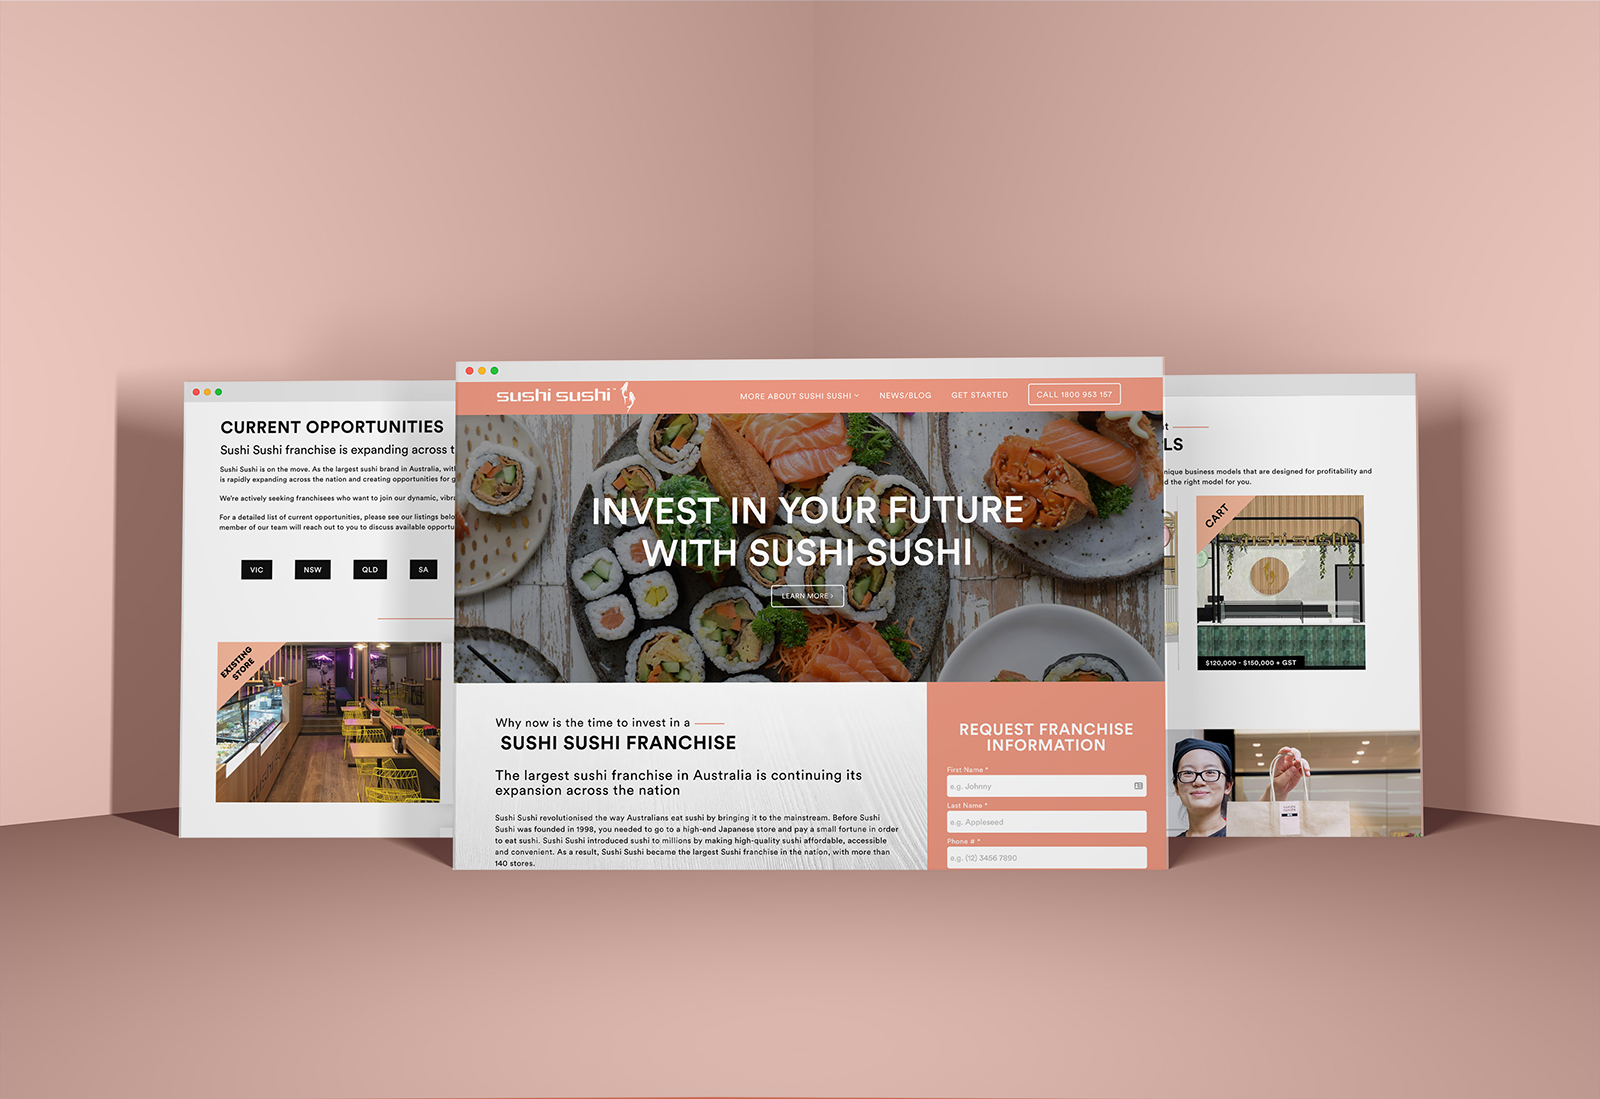 CURRENT OPPORTUNITIES
Sushi Sushi franchise is expanding across t
Sushi Sushi is on the move. As the largest sushi brand in Australia, wit
is rapidly expanding across the nation and creating opportunities for g
We're actively seeking franchisees who want to join our dynamic, vibra
For a detailed list of current opportunities, please see our listings belo
member of our team will reach out to you to discuss available opportu
VIC NSW QLD SA
EXISTING
STORE
sushi sushi
MORE ABOUT SUSHI SUSHI NEWS/BLOG GET STARTED CALL 1800 953 157
INVEST IN YOUR FUTURE
WITH SUSHI SUSHI
LEARN MORE >
Why now is the time to invest in a
SUSHI SUSHI FRANCHISE
The largest sushi franchise in Australia is continuing its
expansion across the nation
Sushi Sushi revolutionised the way Australians eat sushi by bringing it to the mainstream. Before Sushi
Sushi was founded in 1998, you needed to go to a high-end Japanese store and pay a small fortune in order
to eat sushi. Sushi Sushi introduced sushi to millions by making high-quality sushi affordable, accessible
and convenient. As a result, Sushi Sushi became the largest Sushi franchise in the nation, with more than
140 stores.
REQUEST FRANCHISE
INFORMATION
First Name *
e.g. Johnny
Last Name *
e.g. Appleseed
Phone # *
e.g. (12) 3456 7890
t
LS
nique business models that are designed for profitability and
d the right model for you.
CART
sushi sushi
$120,000 - $150,000 + GST